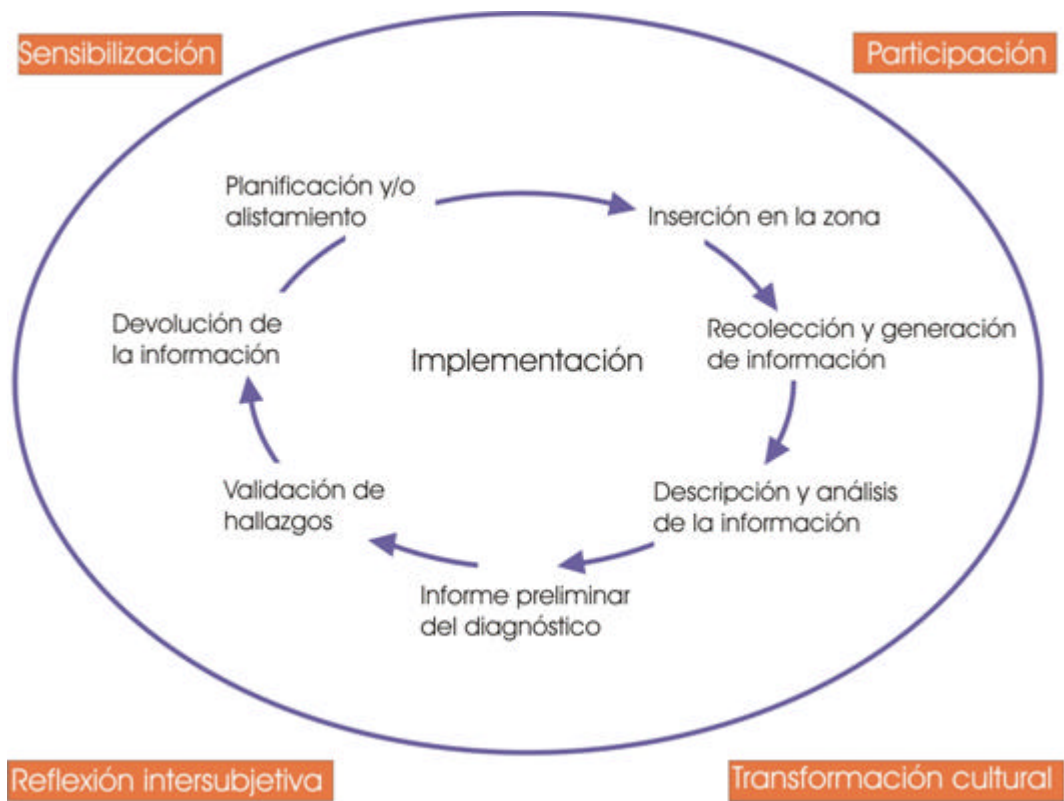 Sensibilización
Participación
Planificación y/o
alistamiento
Inserción en la zona
Recolección y generación
de información
Descripción y análisis
de la información
Informe preliminar
del diagnóstico
Validación de
hallazgos
Devolución de
la información
Implementación
Reflexión intersubjetiva
Transformación cultural